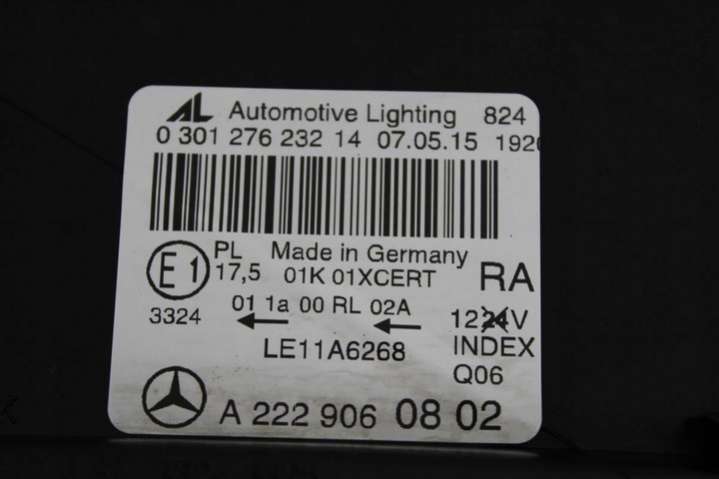 AL Automotive Lighting 824
0 301 276 232 14 07.05.15 1920
E1 PL 17,5 Made in Germany
01K 01XCERT RA
3324 01 1a 00 RL 02A
1224V
LE11A6268 INDEX
Q06
A 222 906 08 02